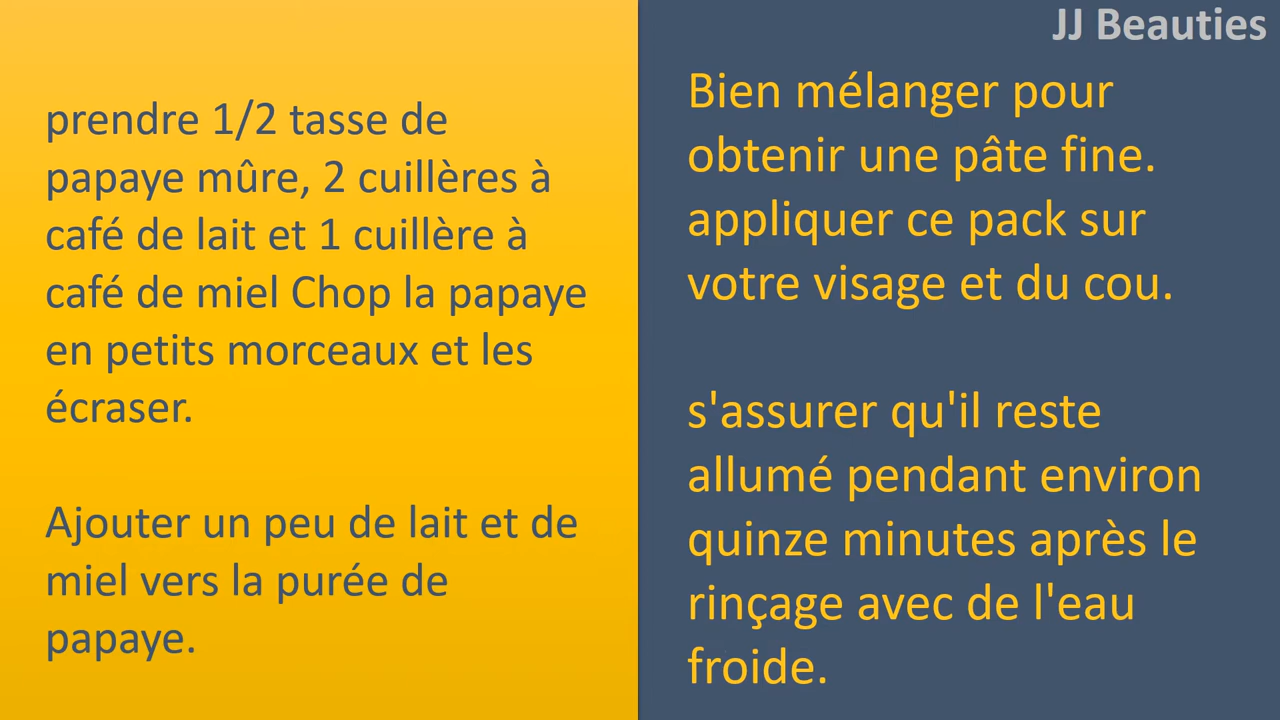 prendre 1/2 tasse de
papaye mûre, 2 cuillères à
café de lait et 1 cuillère à
café de miel Chop la papaye
en petits morceaux et les
écraser.
Ajouter un peu de lait et de
miel vers la purée de
papaye.
JJ Beauties
Bien mélanger pour
obtenir une pâte fine.
appliquer ce pack sur
votre visage et du cou.
s'assurer qu'il reste
allumé pendant environ
quinze minutes après le
rinçage avec de l'eau
froide.